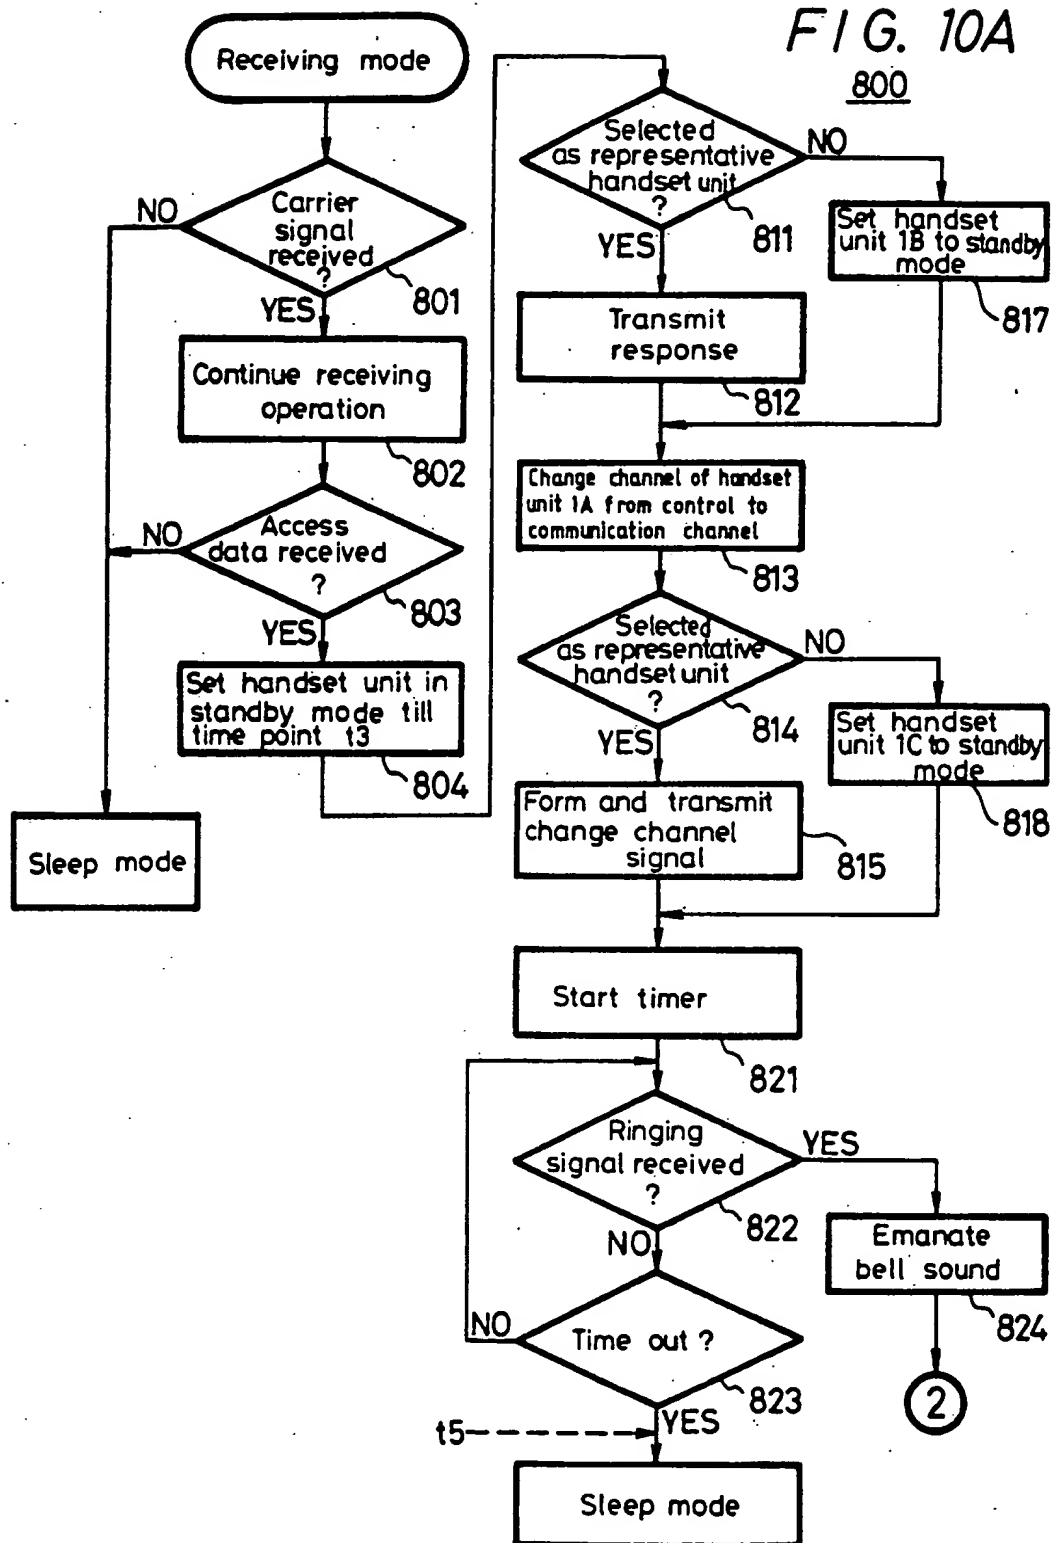 FIG. 10A
800
Receiving mode
Carrier
signal
received
?
801
NO
YES
Continue receiving
operation
802
Access
data received
?
803
NO
YES
Set handset unit in
standby mode till
time point t3
804
Sleep mode
Selected
as representative
handset unit
?
811
NO
YES
Set handset
unit 1B to standby
mode
817
Transmit
response
812
Change channel of handset
unit 1A from control to
communication channel
813
Selected
as representative
handset unit
?
814
NO
YES
Set handset
unit 1C to standby
mode
818
Form and transmit
change channel
signal
815
Start timer
821
Ringing
signal received
?
822
YES
NO
Emanate
bell sound
824
2
Time out ?
823
NO
YES
t5
Sleep mode